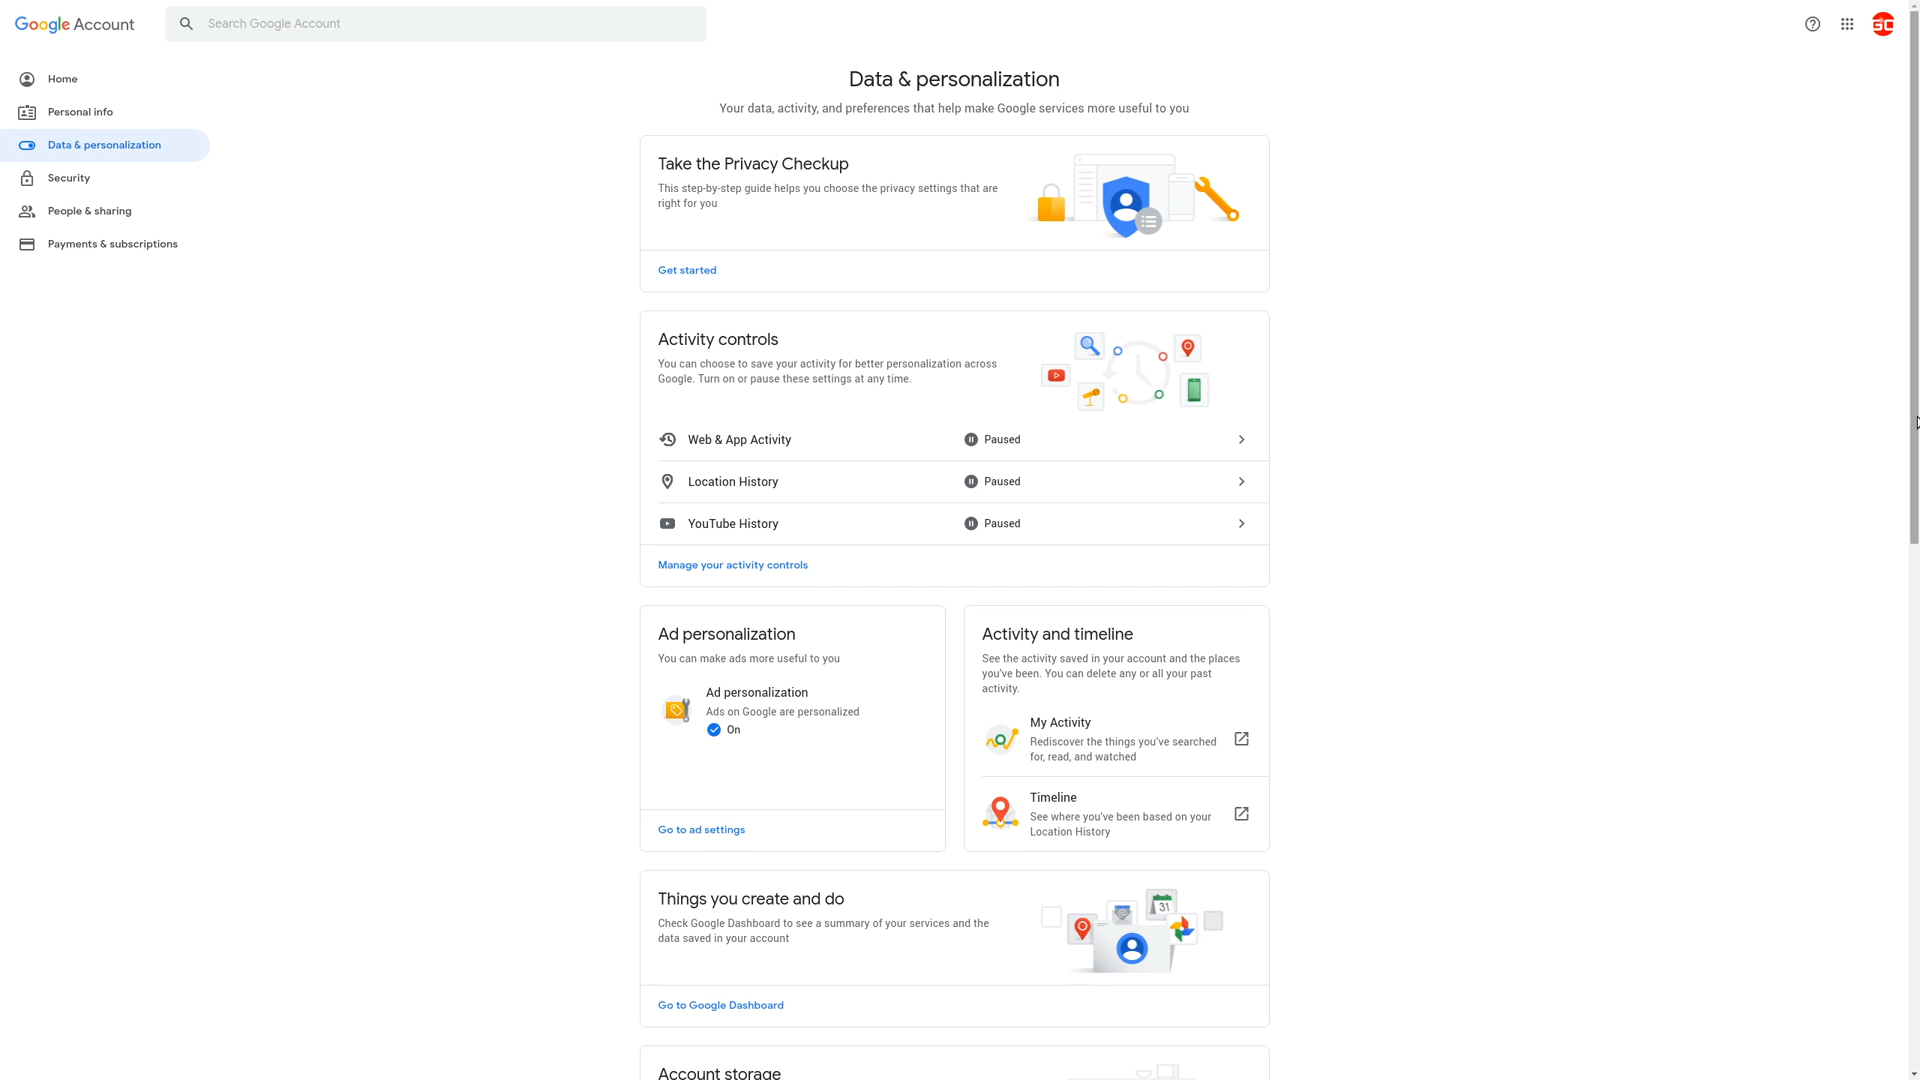 Google Account
Search Google Account
Home
Personal info
Data & personalization
Security
People & sharing
Payments & subscriptions
Data & personalization
Your data, activity, and preferences that help make Google services more useful to you
Take the Privacy Checkup
This step-by-step guide helps you choose the privacy settings that are
right for you
Get started
Activity controls
You can choose to save your activity for better personalization across
Google. Turn on or pause these settings at any time.
Web & App Activity Paused
Location History Paused
YouTube History Paused
Manage your activity controls
Ad personalization
You can make ads more useful to you
Ad personalization
Ads on Google are personalized
On
Go to ad settings
Activity and timeline
See the activity saved in your account and the places
you've been. You can delete any or all your past
activity.
My Activity
Rediscover the things you've searched
for, read, and watched
Timeline
See where you've been based on your
Location History
Things you create and do
Check Google Dashboard to see a summary of your services and the
data saved in your account
31
Go to Google Dashboard
Account storage